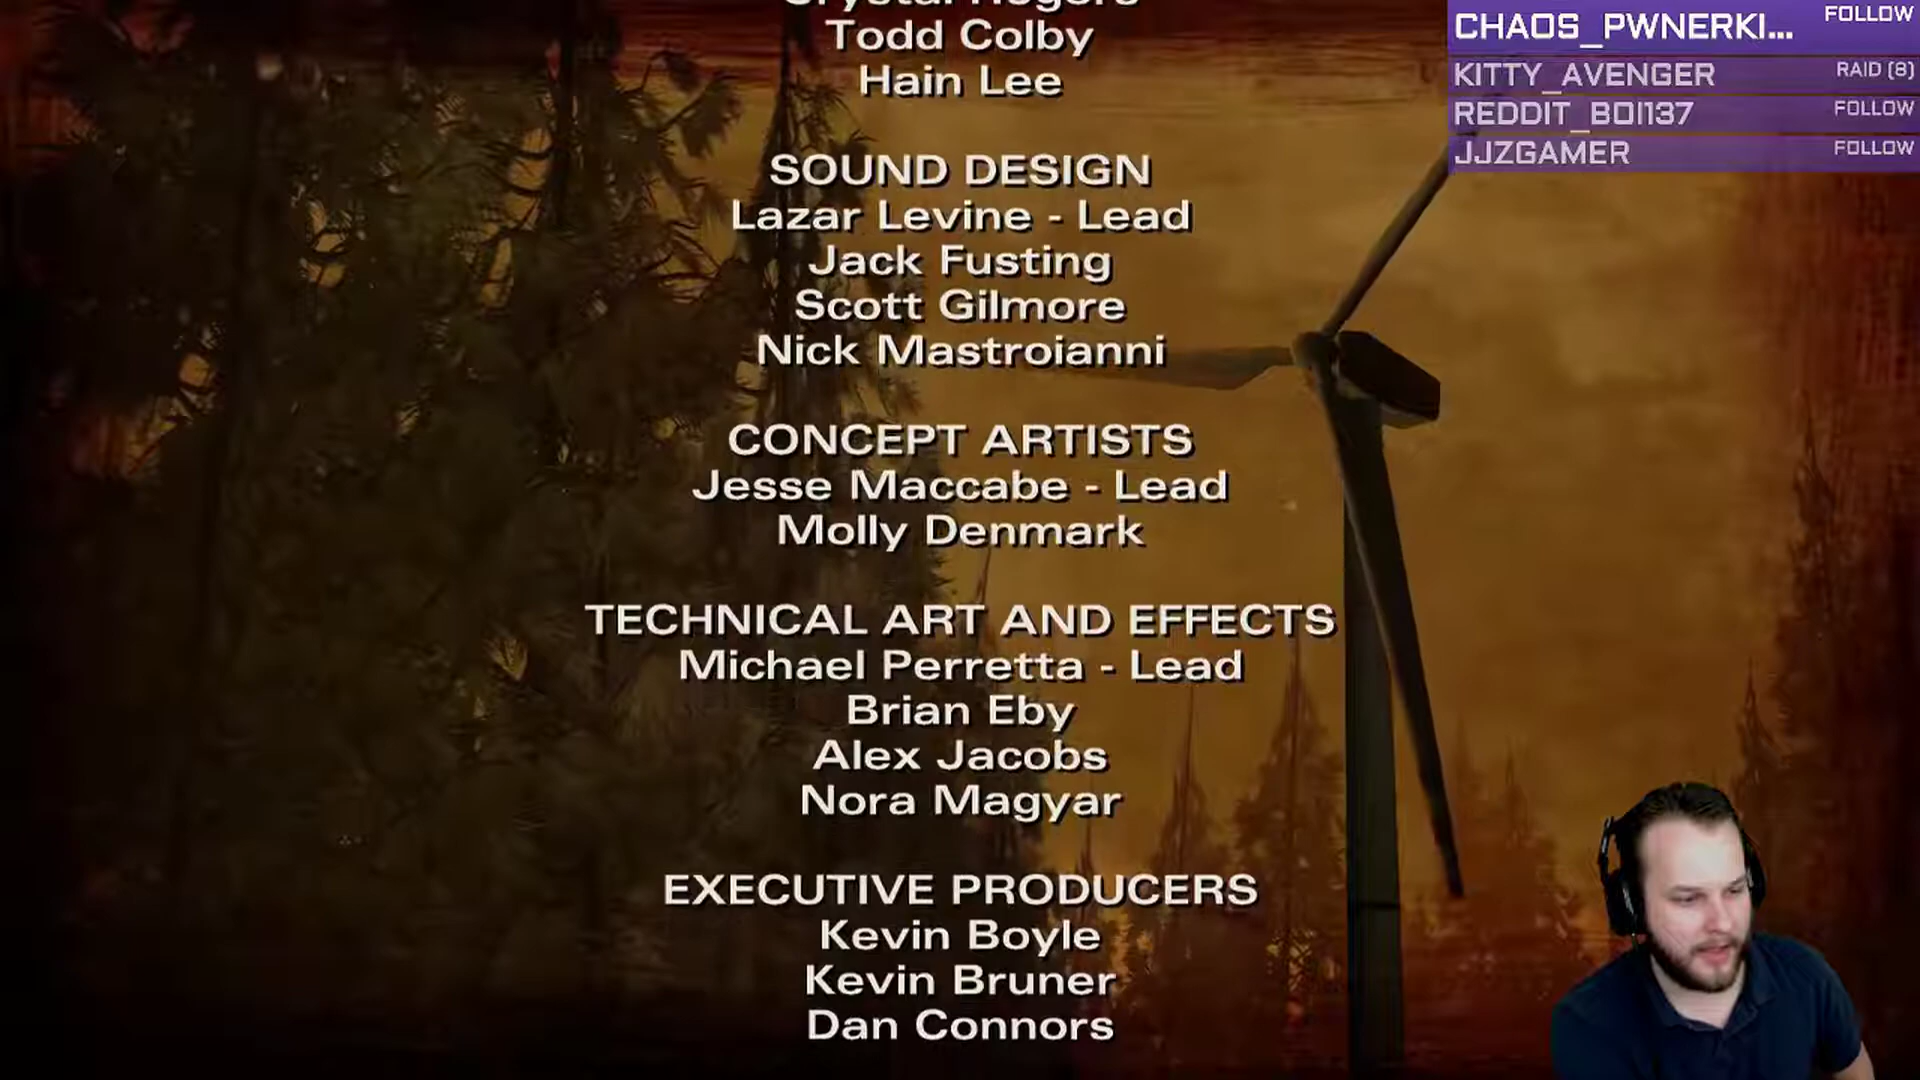 Crystal Rogers
Todd Colby
Hain Lee
SOUND DESIGN
Lazar Levine - Lead
Jack Fusting
Scott Gilmore
Nick Mastroianni
CONCEPT ARTISTS
Jesse Maccabe - Lead
Molly Denmark
TECHNICAL ART AND EFFECTS
Michael Perretta - Lead
Brian Eby
Alex Jacobs
Nora Magyar
EXECUTIVE PRODUCERS
Kevin Boyle
Kevin Bruner
Dan Connors
CHAOS_PWNERKI... FOLLOW
KITTY_AVENGER RAID (8)
REDDIT_BOI137 FOLLOW
JJZGAMER FOLLOW